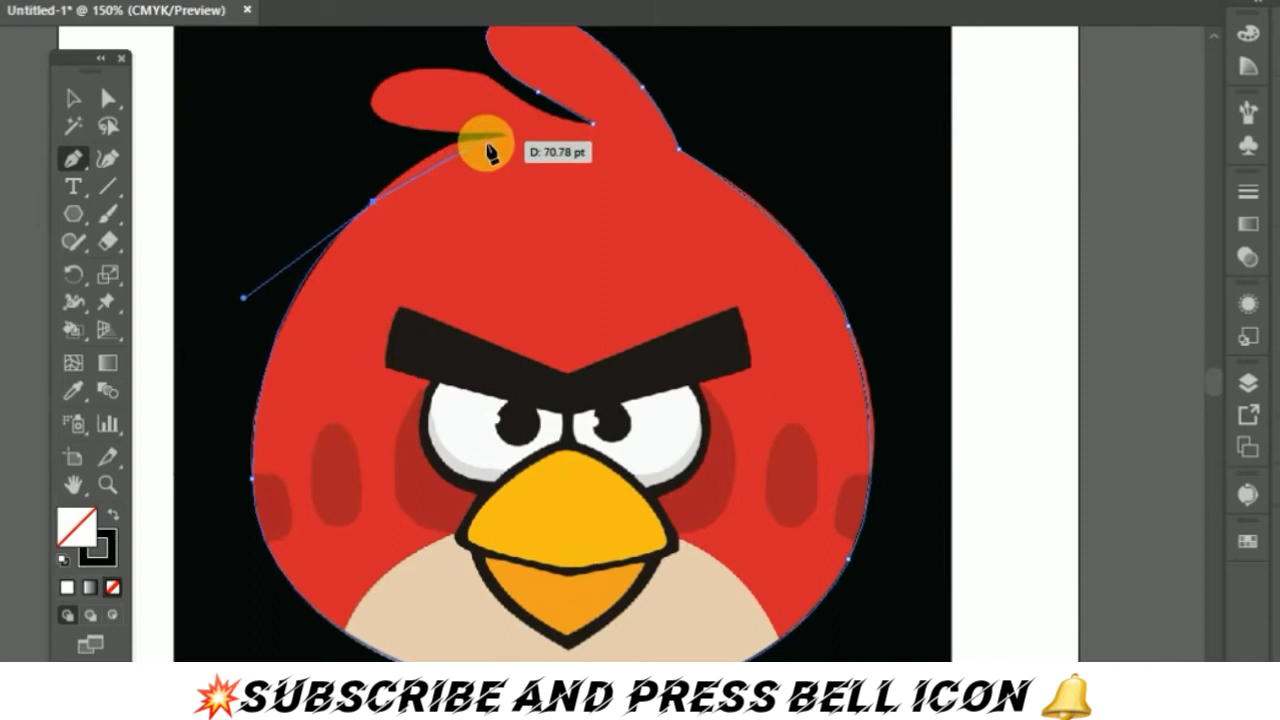 Untitled-1* @ 150% (CMYK/Preview)
D: 70.78 pt
💥SUBSCRIBE AND PRESS BELL ICON 🔔